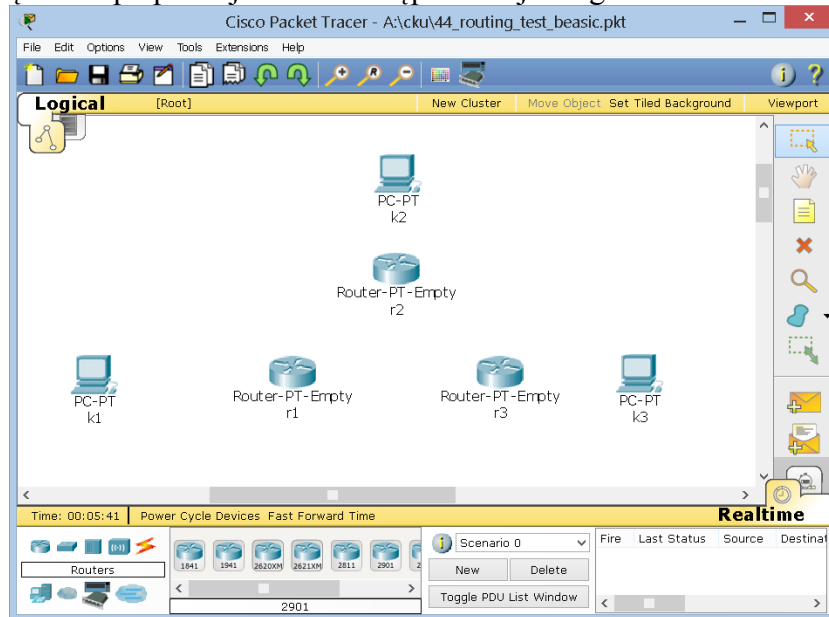 Cisco Packet Tracer - A:\cku\44_routing_test_beasic.pkt
File Edit Options View Tools Extensions Help
Logical [Root] New Cluster Move Object Set Tiled Background Viewport
PC-PT
k2
Router-PT-Empty
r2
PC-PT
k1
Router-PT-Empty
r1
Router-PT-Empty
r3
PC-PT
k3
Time: 00:05:41 Power Cycle Devices Fast Forward Time Realtime
Routers
1841 1941 2620XM 2621XM 2811 2901
2901
Scenario 0
New Delete
Toggle PDU List Window
Fire Last Status Source Destinat